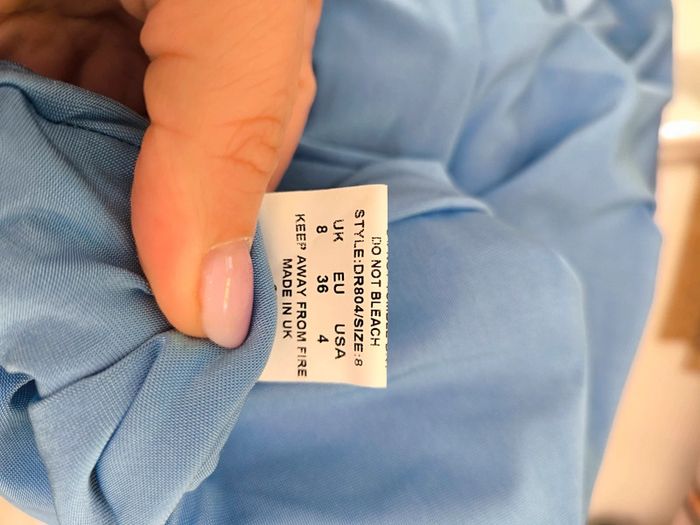 DO NOT BLEACH
STYLE:DR804/SIZE:8
UK EU USA
8 36 4
KEEP AWAY FROM FIRE
MADE IN UK